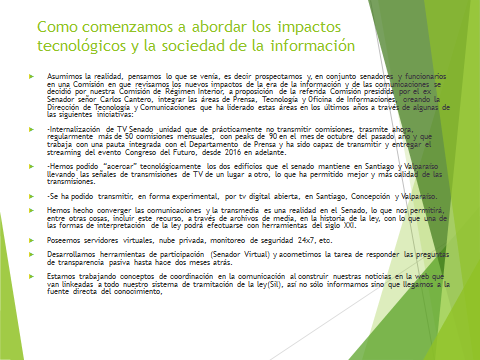 Como comenzamos a abordar los impactos
tecnológicos y la sociedad de la información
Asumimos la realidad, pensamos lo que se venía, es decir prospectamos y, en conjunto senadores y funcionarios
en una Comisión en que revisamos los nuevos impactos de la era de la información y de las comunicaciones se
decidió por nuestra Comisión de Régimen Interior, a proposición de la referida Comisión presidida por el ex
Senador señor Carlos Cantero, integrar las áreas de Prensa, Tecnología y Oficina de Informaciones, creando la
Dirección de Tecnología y Comunicaciones que ha liderado estas áreas en los últimos años a través de algunas de
las siguientes iniciativas:
-Internalización de TV Senado unidad que de prácticamente no transmitir comisiones, trasmite ahora,
regularmente más de 50 comisiones mensuales, con peaks de 90 en el mes de octubre del pasado año y que
trabaja con una pauta integrada con el Departamento de Prensa y ha sido capaz de transmitir y entregar el
streaming del evento Congreso del Futuro, desde 2016 en adelante.
-Hemos podido "acercar" tecnológicamente los dos edificios que el senado mantiene en Santiago y Valparaíso
llevando las señales de transmisiones de TV de un lugar a otro, lo que ha permitido mejor y más calidad de las
transmisiones.
-Se ha podido transmitir, en forma experimental, por tv digital abierta, en Santiago, Concepción y Valparaíso.
Hemos hecho converger las comunicaciones y la transmedia es una realidad en el Senado, lo que nos permitirá,
entre otras cosas, incluir este recurso, a través de archivos de media, en la historia de la ley, con lo que una de
las formas de interpretación de la ley podrá efectuarse con herramientas del siglo XXI.
Poseemos servidores virtuales, nube privada, monitoreo de seguridad 24x7, etc.
Desarrollamos herramientas de participación (Senador Virtual) y acometimos la tarea de responder las preguntas
de transparencia pasiva hasta hace dos meses atrás.
Estamos trabajando conceptos de coordinación en la comunicación al construir nuestras noticias en la web que
van linkeadas a todo nuestro sistema de tramitación de la ley(Sil), así no sólo informamos sino que llegamos a la
fuente directa del conocimiento,